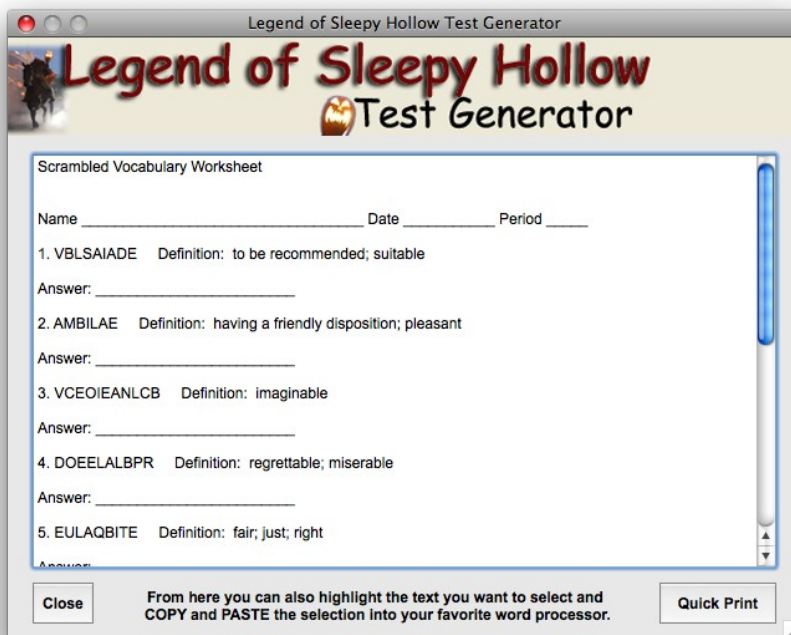 Legend of Sleepy Hollow Test Generator
Legend of Sleepy Hollow
Test Generator
Scrambled Vocabulary Worksheet
Name __________________________________ Date ___________ Period _____
1. VBLSAIADE Definition: to be recommended; suitable
Answer: ________________________
2. AMBILAE Definition: having a friendly disposition; pleasant
Answer: ________________________
3. VCEOIEANLCB Definition: imaginable
Answer: ________________________
4. DOEELALBPR Definition: regrettable; miserable
Answer: ________________________
5. EULAQBITE Definition: fair; just; right
Answer:
Close
From here you can also highlight the text you want to select and
COPY and PASTE the selection into your favorite word processor.
Quick Print